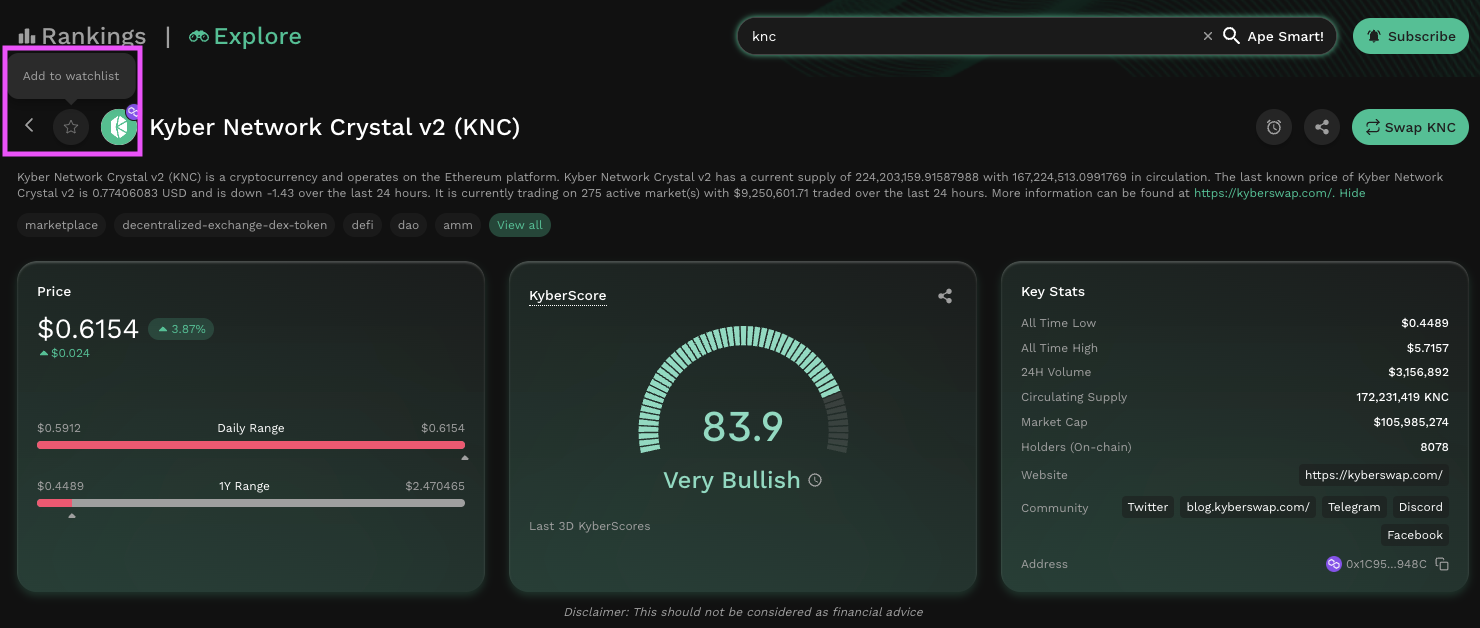 Rankings | Explore
knc
Ape Smart!
Subscribe
Add to watchlist
Kyber Network Crystal v2 (KNC)
Swap KNC
Kyber Network Crystal v2 (KNC) is a cryptocurrency and operates on the Ethereum platform. Kyber Network Crystal v2 has a current supply of 224,203,159.91587988 with 167,224,513.0991769 in circulation. The last known price of Kyber Network
Crystal v2 is 0.77406083 USD and is down -1.43 over the last 24 hours. It is currently trading on 275 active market(s) with $9,250,601.71 traded over the last 24 hours. More information can be found at https://kyberswap.com/. Hide
marketplace decentralized-exchange-dex-token defi dao amm View all
Price
$0.6154 3.87%
$0.024
$0.5912 Daily Range $0.6154
$0.4489 1Y Range $2.470465
KyberScore
83.9
Very Bullish
Last 3D KyberScores
Key Stats
All Time Low $0.4489
All Time High $5.7157
24H Volume $3,156,892
Circulating Supply 172,231,419 KNC
Market Cap $105,985,274
Holders (On-chain) 8078
Website https://kyberswap.com/
Community Twitter blog.kyberswap.com/ Telegram Discord
Facebook
Address 0x1C95...948C
Disclaimer: This should not be considered as financial advice